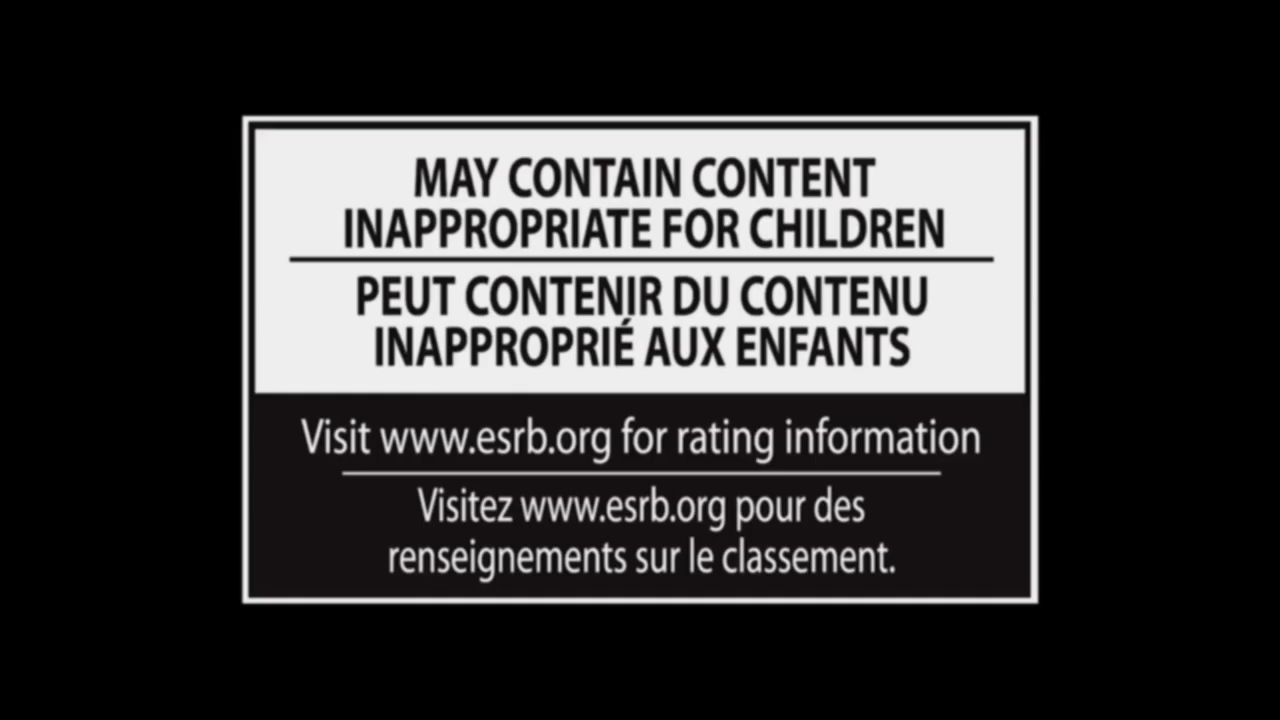 MAY CONTAIN CONTENT
INAPPROPRIATE FOR CHILDREN
PEUT CONTENIR DU CONTENU
INAPPROPRIÉ AUX ENFANTS
Visit www.esrb.org for rating information
Visitez www.esrb.org pour des
renseignements sur le classement.